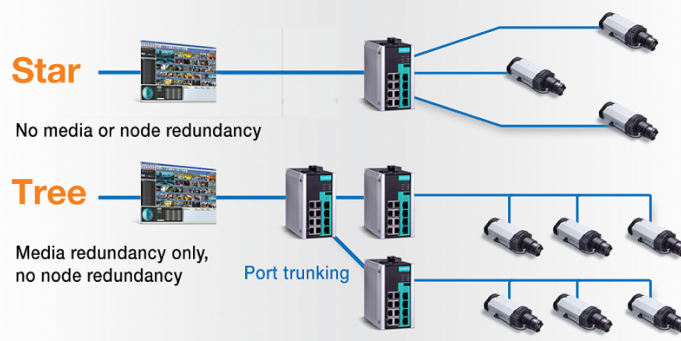 Star
No media or node redundancy
Tree
Media redundancy only,
no node redundancy
Port trunking